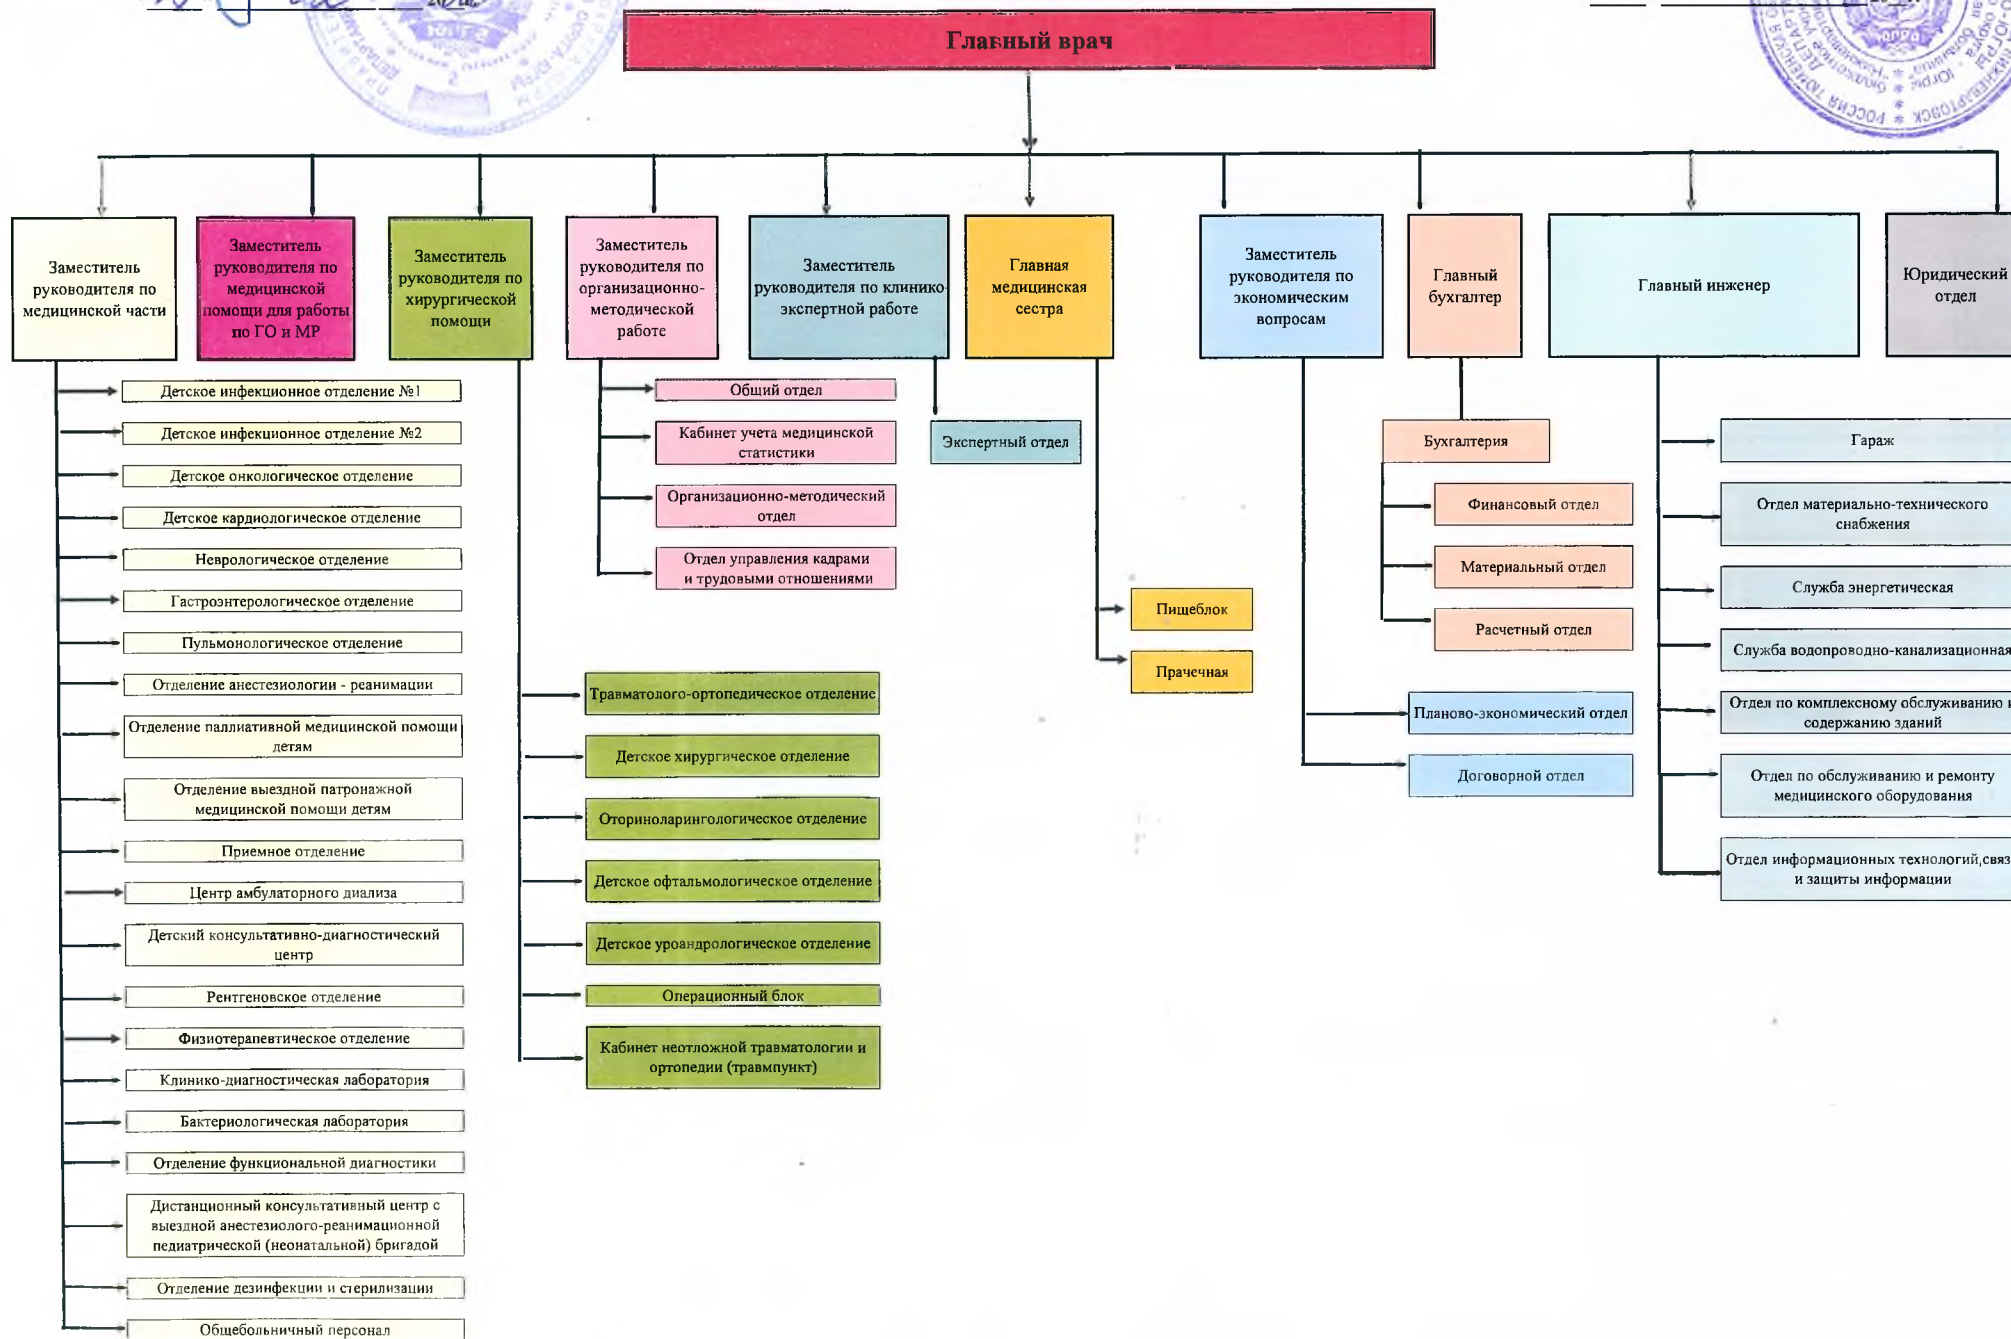 Главный врач
Заместитель
руководителя по
медицинской части
Заместитель
руководителя по
медицинской
помощи для работы
по ГО и МР
Заместитель
руководителя по
хирургической
помощи
Заместитель
руководителя по
организационно-
методической
работе
Заместитель
руководителя по клинико-
экспертной работе
Главная
медицинская
сестра
Заместитель
руководителя по
экономическим
вопросам
Главный
бухгалтер
Главный инженер
Юридический
отдел
Детское инфекционное отделение №1
Детское инфекционное отделение №2
Детское онкологическое отделение
Детское кардиологическое отделение
Неврологическое отделение
Гастроэнтерологическое отделение
Пульмонологическое отделение
Отделение анестезиологии - реанимации
Отделение паллиативной медицинской помощи
детям
Отделение выездной патронажной
медицинской помощи детям
Приемное отделение
Центр амбулаторного диализа
Детский консультативно-диагностический
центр
Рентгеновское отделение
Физиотерапевтическое отделение
Клинико-диагностическая лаборатория
Бактериологическая лаборатория
Отделение функциональной диагностики
Дистанционный консультативный центр с
выездной анестезиолого-реанимационной
педиатрической (неонатальной) бригадой
Отделение дезинфекции и стерилизации
Общебольничный персонал
Травматолого-ортопедическое отделение
Детское хирургическое отделение
Оториноларингологическое отделение
Детское офтальмологическое отделение
Детское уроандрологическое отделение
Операционный блок
Кабинет неотложной травматологии и
ортопедии (травмпункт)
Общий отдел
Кабинет учета медицинской
статистики
Организационно-методический
отдел
Отдел управления кадрами
и трудовыми отношениями
Экспертный отдел
Пищеблок
Прачечная
Планово-экономический отдел
Договорной отдел
Бухгалтерия
Финансовый отдел
Материальный отдел
Расчетный отдел
Гараж
Отдел материально-технического
снабжения
Служба энергетическая
Служба водопроводно-канализационная
Отдел по комплексному обслуживанию и
содержанию зданий
Отдел по обслуживанию и ремонту
медицинского оборудования
Отдел информационных технологий,связ
и защиты информации